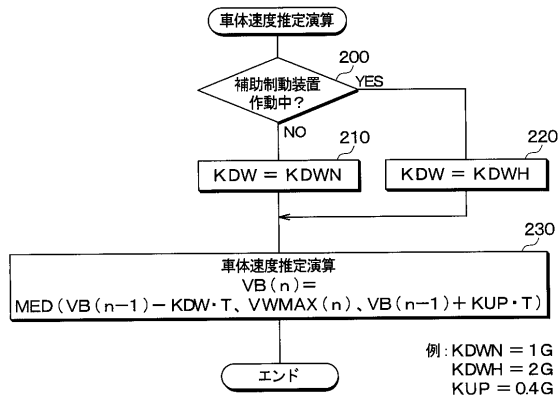 車体速度推定演算
200
補助制動装置
作動中?
YES
NO
210
KDW = KDWN
220
KDW = KDWH
230
車体速度推定演算
VB(n)=
MED(VB(n-1)-KDW・T、VWMAX(n)、VB(n-1)+KUP・T)
エンド
例:KDWN = 1G
KDWH = 2G
KUP = 0.4G